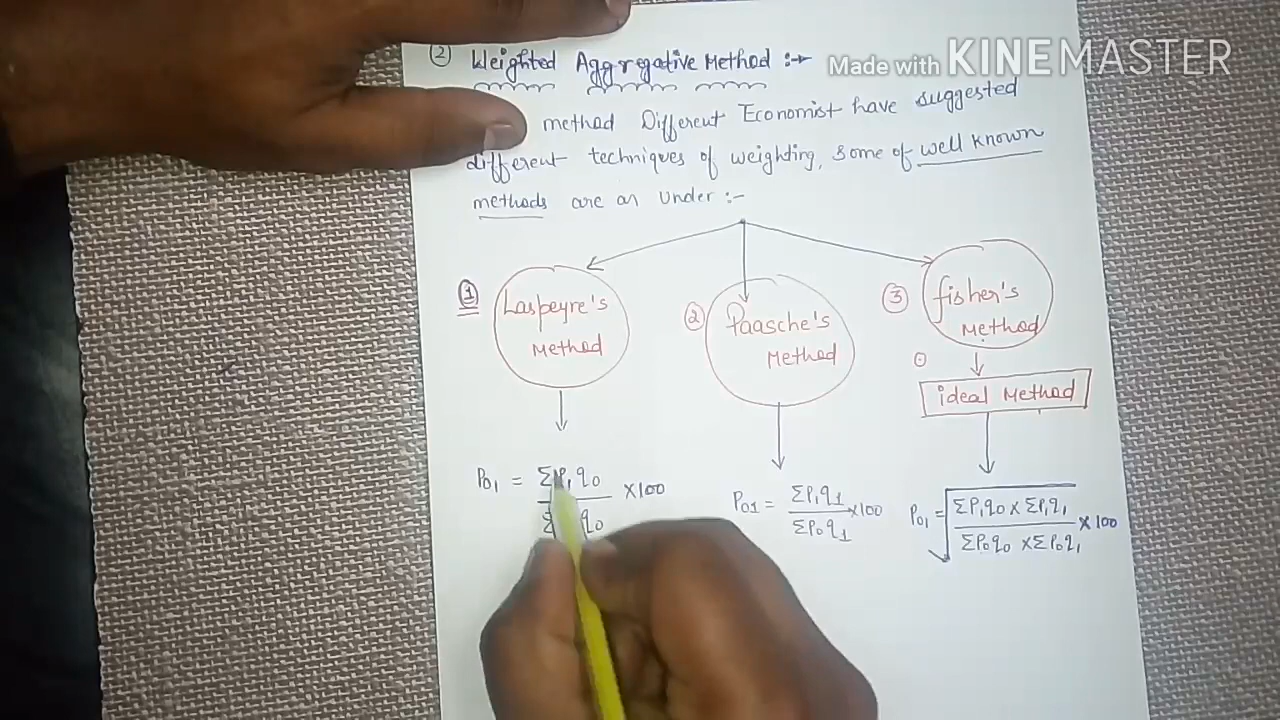 ② Weighted Aggregative Method :-
Made with KINEMASTER
method Different Economist have suggested
different techniques of weighting, some of well known
methods are an under :-
① Laspeyre's
Method
② Paasche's
Method
③ fisher's
Method
ideal Method
P₀₁ = ΣP₁q₀ / Σ q₀ ×100
P₀₁ = ΣP₁q₁ / ΣP₀q₁ ×100
P₀₁ = √ΣP₁q₀ × ΣP₁q₁ / ΣP₀q₀ × ΣP₀q₁ ×100